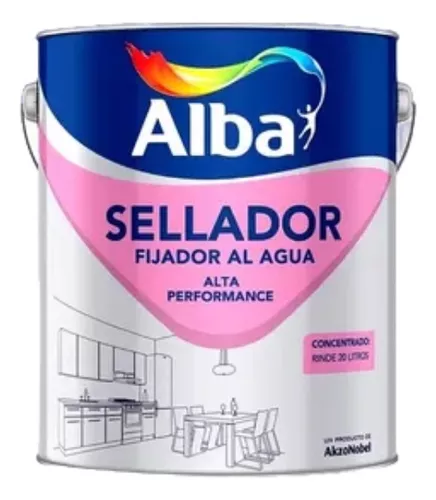 Alba
SELLADOR
FIJADOR AL AGUA
ALTA
PERFORMANCE
CONCENTRADO:
RINDE 20 LITROS
UN PRODUCTO DE
AkzoNobel